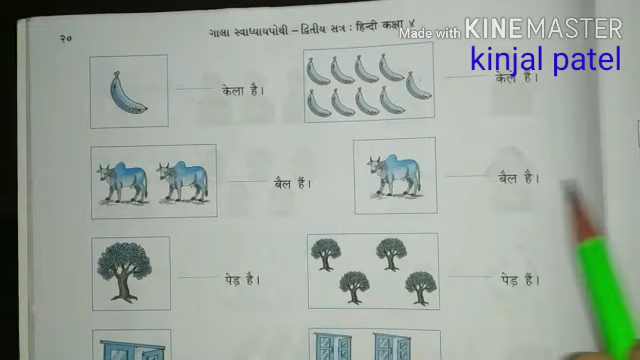 २०
गाला स्वाध्यायपोथी – द्वितीय सत्र : हिन्दी कक्षा ४
Made with KINEMASTER
kinjal patel
केला है।
केले हैं।
बैल हैं।
बैल है।
पेड़ है।
पेड़ हैं।